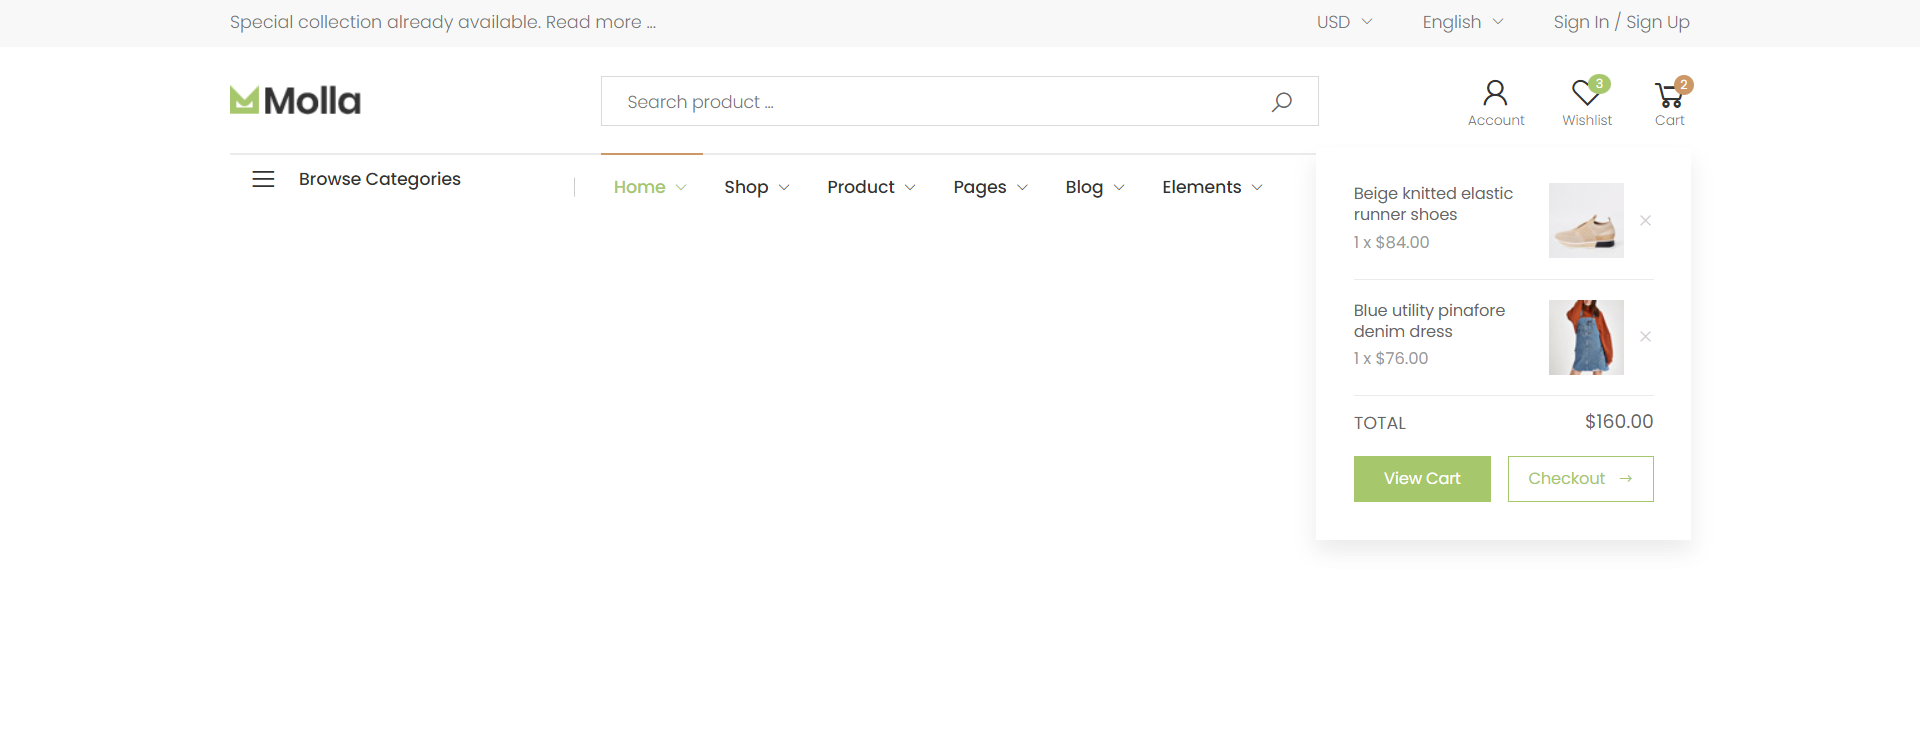 Special collection already available. Read more ...
USD
English
Sign In / Sign Up
Molla
Search product ...
Account
3
Wishlist
2
Cart
Browse Categories
Home
Shop
Product
Pages
Blog
Elements
Beige knitted elastic
runner shoes
1 x $84.00
Blue utility pinafore
denim dress
1 x $76.00
TOTAL
$160.00
View Cart
Checkout →